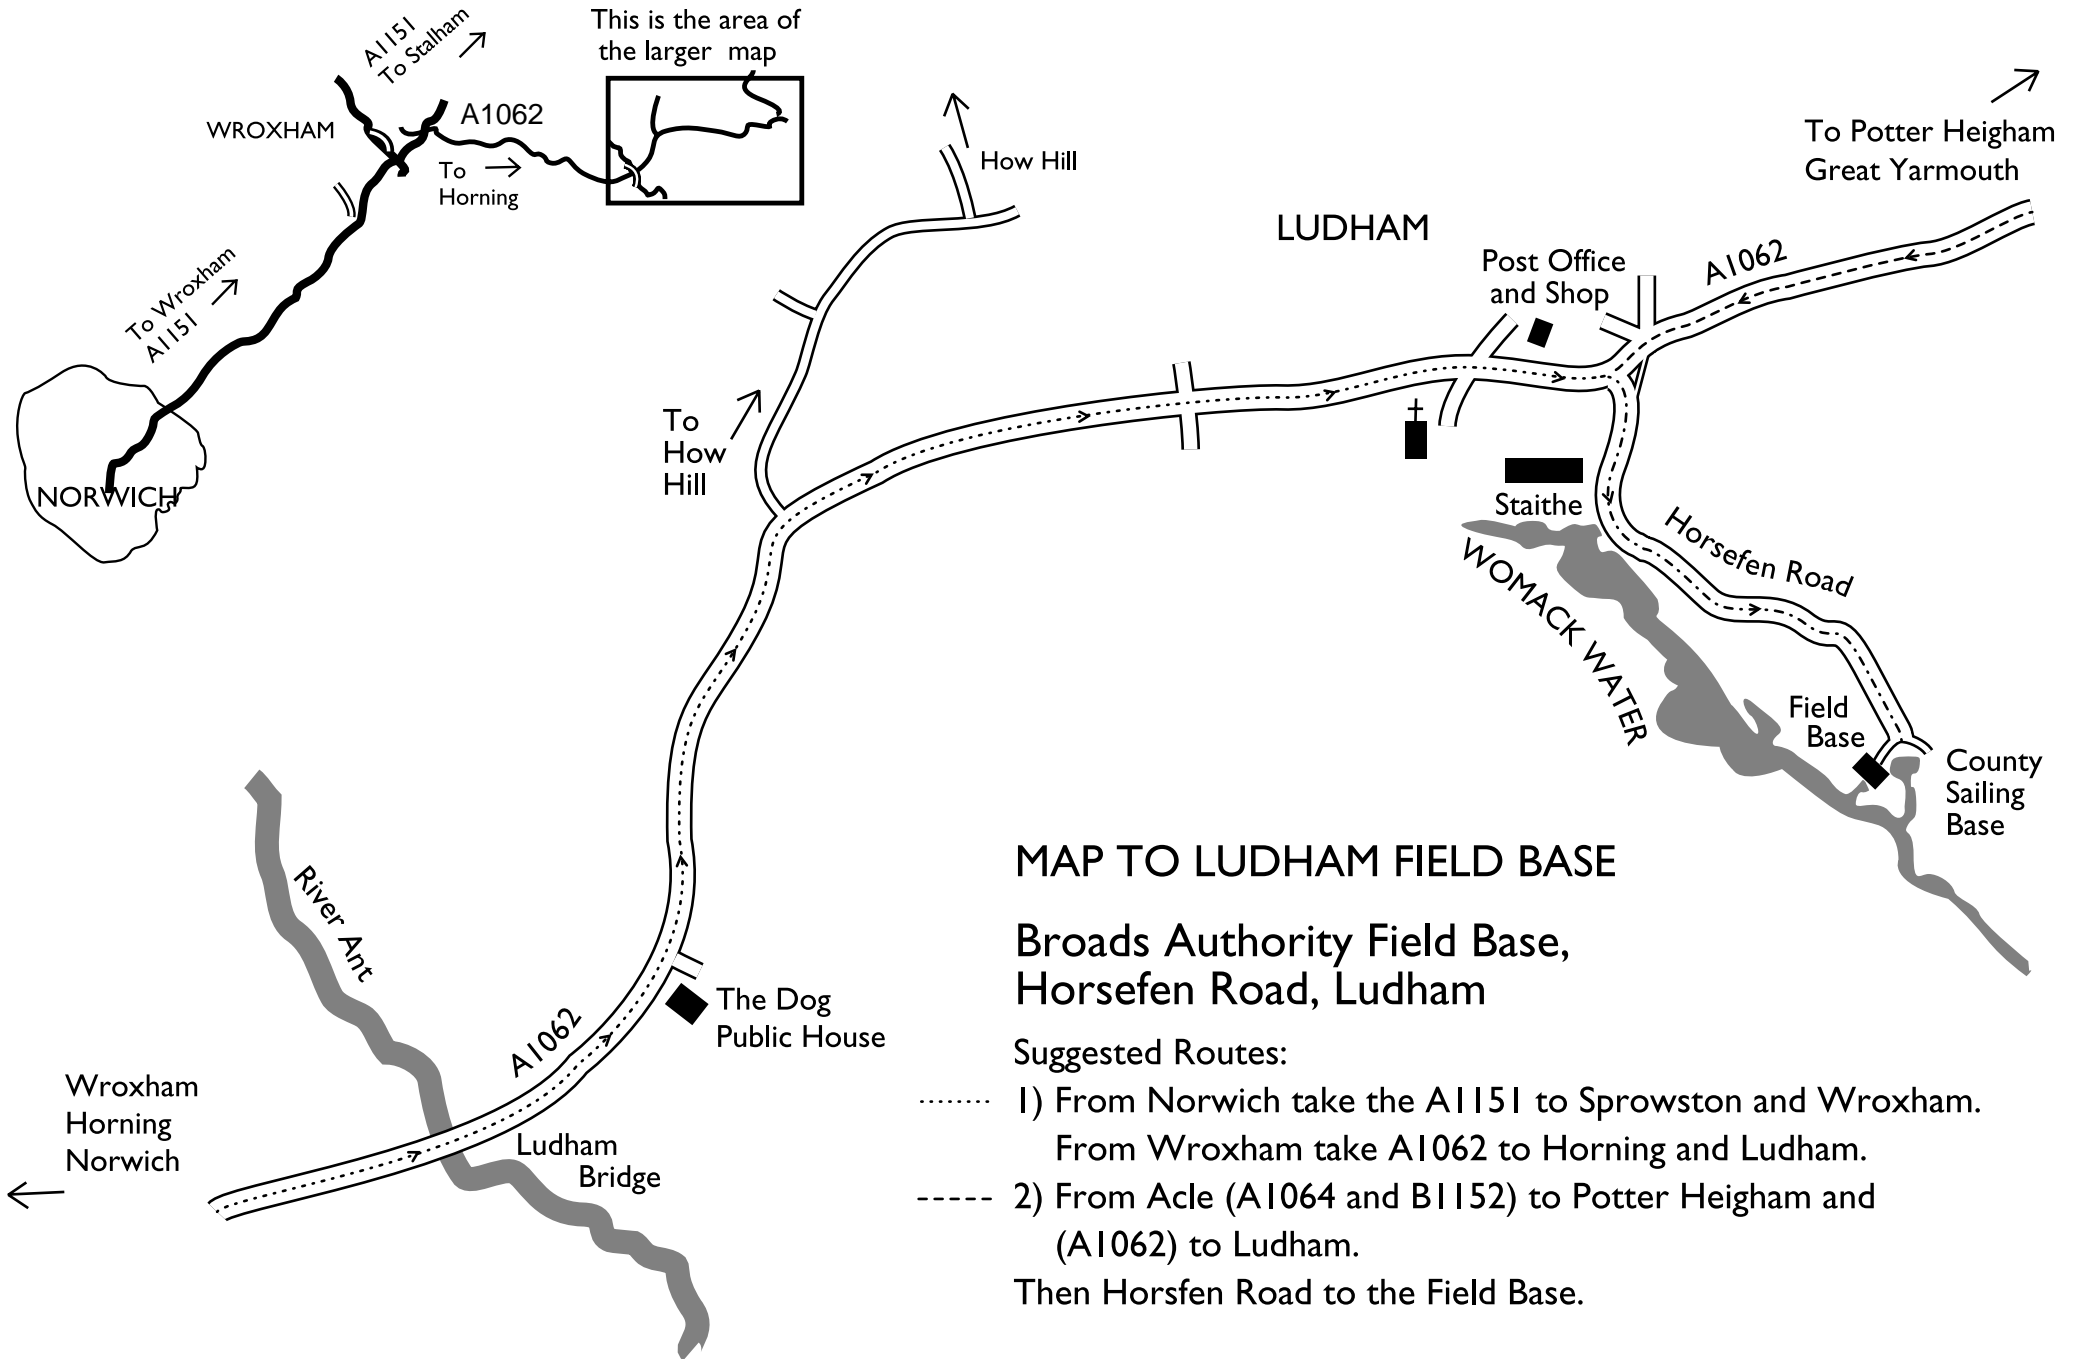 A1151
To Stalham
This is the area of
the larger map
WROXHAM
A1062
To
Horning
To Wroxham
A1151
NORWICH
How Hill
To
How
Hill
LUDHAM
Post Office
and Shop
A1062
To Potter Heigham
Great Yarmouth
Staithe
Horsefen Road
WOMACK WATER
Field
Base
County
Sailing
Base
River Ant
A1062
The Dog
Public House
Ludham
Bridge
Wroxham
Horning
Norwich
MAP TO LUDHAM FIELD BASE
Broads Authority Field Base,
Horsefen Road, Ludham
Suggested Routes:
1) From Norwich take the A1151 to Sprowston and Wroxham.
From Wroxham take A1062 to Horning and Ludham.
2) From Acle (A1064 and B1152) to Potter Heigham and
(A1062) to Ludham.
Then Horsfen Road to the Field Base.